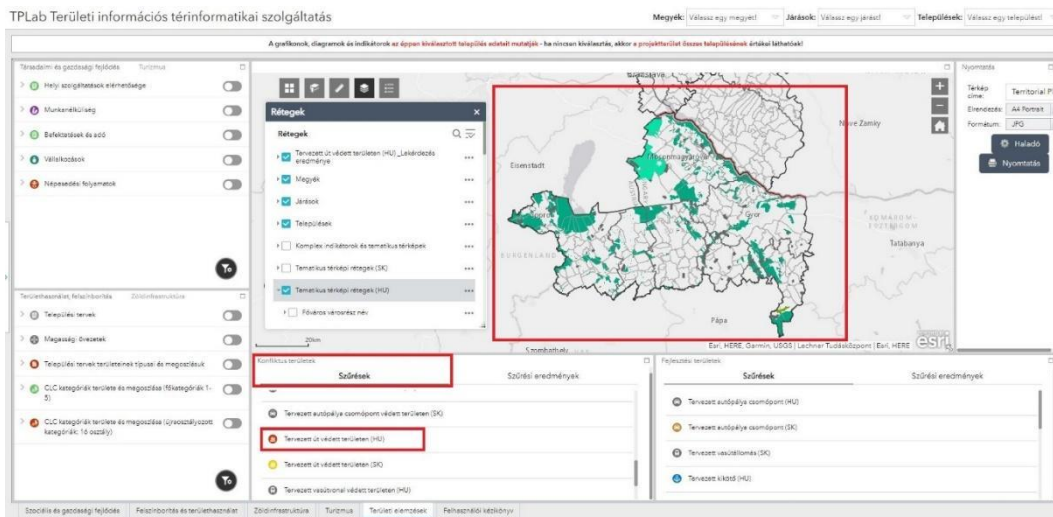 TPLab Területi információs térinformatikai szolgáltatás
Megyék: Válassz egy megyét! Járások: Válassz egy járást! Települések: Válassz egy települést!
A grafikonok, diagramok és indikátorok az éppen kiválasztott település adatait mutatják - ha nincsen kiválasztás, akkor a projektterület összes településének értékei láthatóak!
Társadalmi és gazdasági fejlődés Turizmus
Helyi szolgáltatások elérhetősége
Munkanélküliség
Befektetések és adó
Vállalkozások
Népesedési folyamatok
Területhasználat, felszínborítás Zöldinfrastruktúra
Települési tervek
Magasság: övezetek
Települési tervek területeinek típusai és megoszlásuk
CLC kategóriák területe és megoszlása (főkategóriák 1-
5)
CLC kategóriák területe és megoszlása (újraosztályozott
kategóriák: 16 osztály)
Rétegek
Rétegek
Tervezett út védett területen (HU) _Lekérdezés
eredménye
Megyék
Járások
Települések
Komplex indikátorok és tematikus térképek
Tematikus térképi rétegek (SK)
Tematikus térképi rétegek (HU)
Főváros városrész név
20km
Bratislava
Nove Zamky
Eisenstadt
Mosonmagyaróvár
Sopron
Győr
BURGENLAND
KOMÁROM-
ESZTERGOM
Tatabanya
Pápa
Szombathely
Esri, HERE, Garmin, USGS | Lechner Tudásközpont | Esri, HERE
esri
Nyomtatás
Térkép
címe: Territorial P
Elrendezés: A4 Portrait
Formátum: JPG
Haladó
Nyomtatás
Konfliktus területek
Szűrések Szűrési eredmények
Tervezett autópálya csomópont védett területen (SK)
Tervezett út védett területen (HU)
Tervezett út védett területen (SK)
Tervezett vasútvonal védett területen (HU)
Fejlesztési területek
Szűrések Szűrési eredmények
Tervezett autópálya csomópont (HU)
Tervezett autópálya csomópont (SK)
Tervezett vasútállomás (SK)
Tervezett kikötő (HU)
Szociális és gazdasági fejlődés Felszínborítás és területhasználat Zöldinfrastruktúra Turizmus Területi elemzések Felhasználói kézikönyv